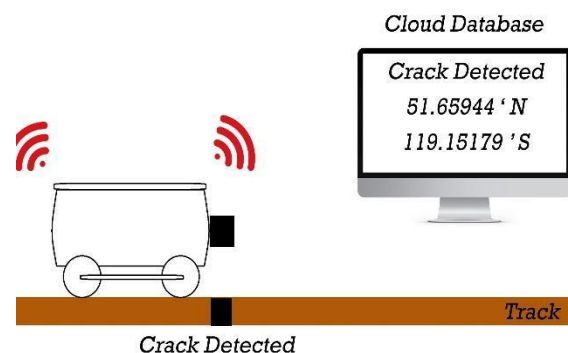 Cloud Database
Crack Detected
51.65944 ‘ N
119.15179 ’ S
Track
Crack Detected